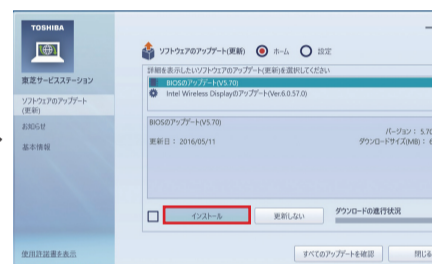 TOSHIBA
東芝サービスステーション
ソフトウェアのアップデート
(更新)
お知らせ
基本情報
使用許諾書を表示
ソフトウェアのアップデート(更新) ホーム 設定
詳細を表示したいソフトウェアのアップデート(更新)を選択してください
BIOSのアップデート(V5.70)
Intel Wireless Displayのアップデート(Ver.6.0.57.0)
BIOSのアップデート(V5.70)
バージョン : 5.70
更新日 : 2016/05/11
ダウンロードサイズ(MB) : 6
インストール 更新しない ダウンロードの進行状況
すべてのアップデートを確認 閉じる